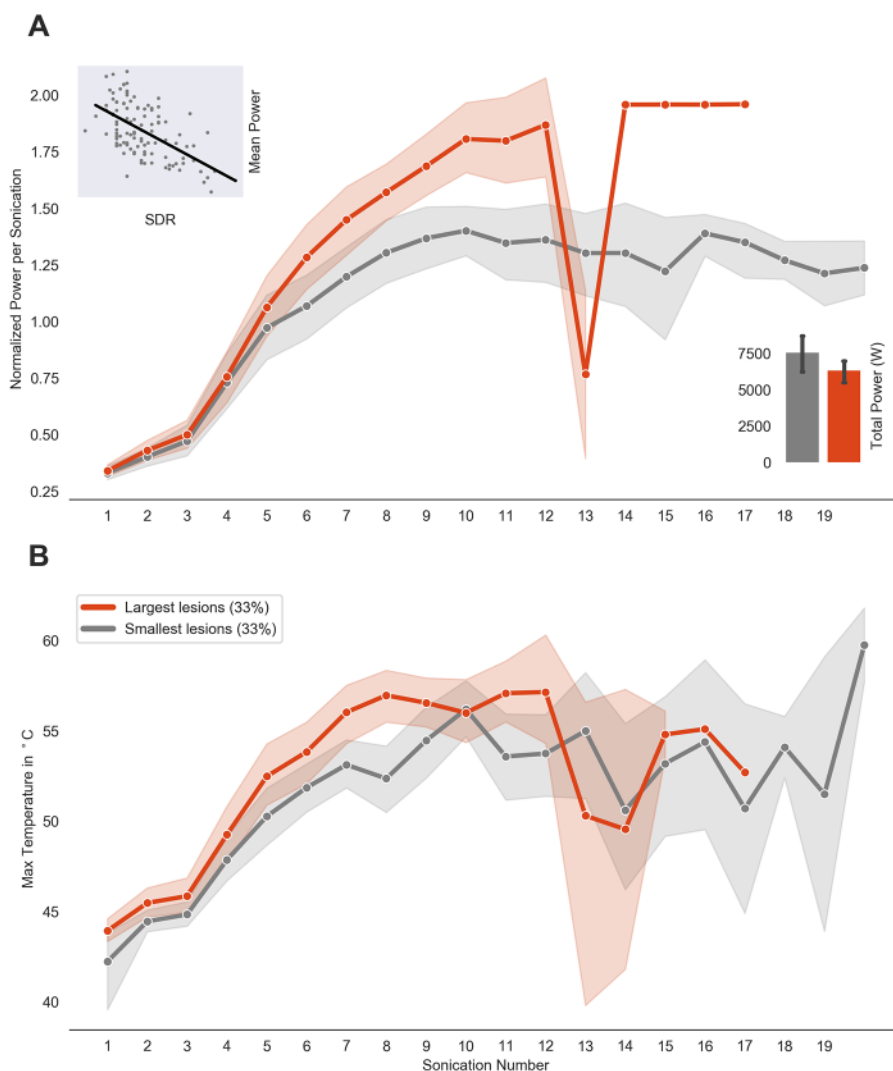 A
Mean Power
SDR
Normalized Power per Sonication
2.00
1.75
1.50
1.25
1.00
0.75
0.50
0.25
Total Power (W)
7500
5000
2500
0
1 2 3 4 5 6 7 8 9 10 11 12 13 14 15 16 17 18 19
B
Largest lesions (33%)
Smallest lesions (33%)
Max Temperature in °C
60
55
50
45
40
1 2 3 4 5 6 7 8 9 10 11 12 13 14 15 16 17 18 19
Sonication Number